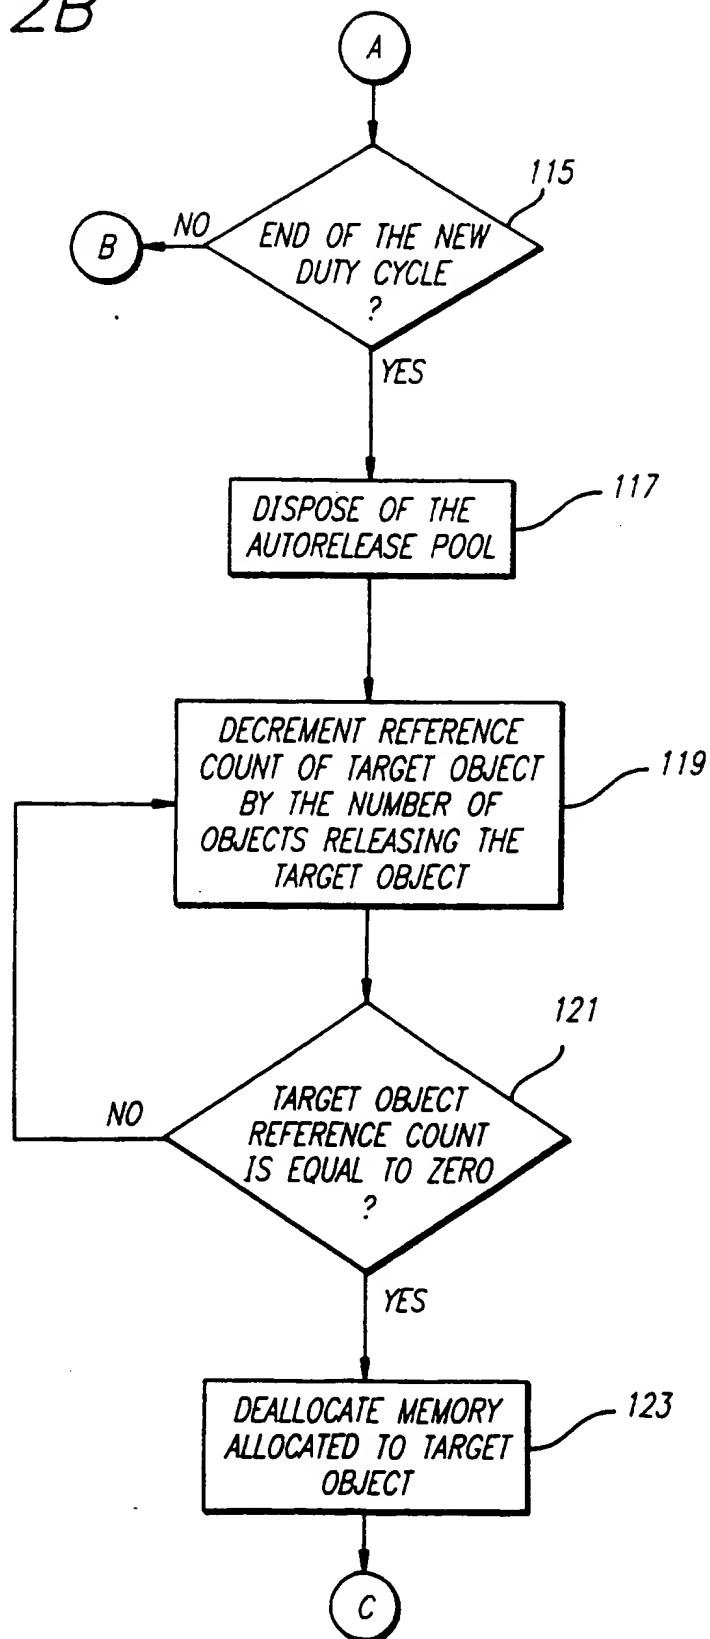 2B
A
115
NO
B
END OF THE NEW
DUTY CYCLE
?
YES
117
DISPOSE OF THE
AUTORELEASE POOL
DECREMENT REFERENCE
COUNT OF TARGET OBJECT
BY THE NUMBER OF
OBJECTS RELEASING THE
TARGET OBJECT
119
121
NO
TARGET OBJECT
REFERENCE COUNT
IS EQUAL TO ZERO
?
YES
DEALLOCATE MEMORY
ALLOCATED TO TARGET
OBJECT
123
C